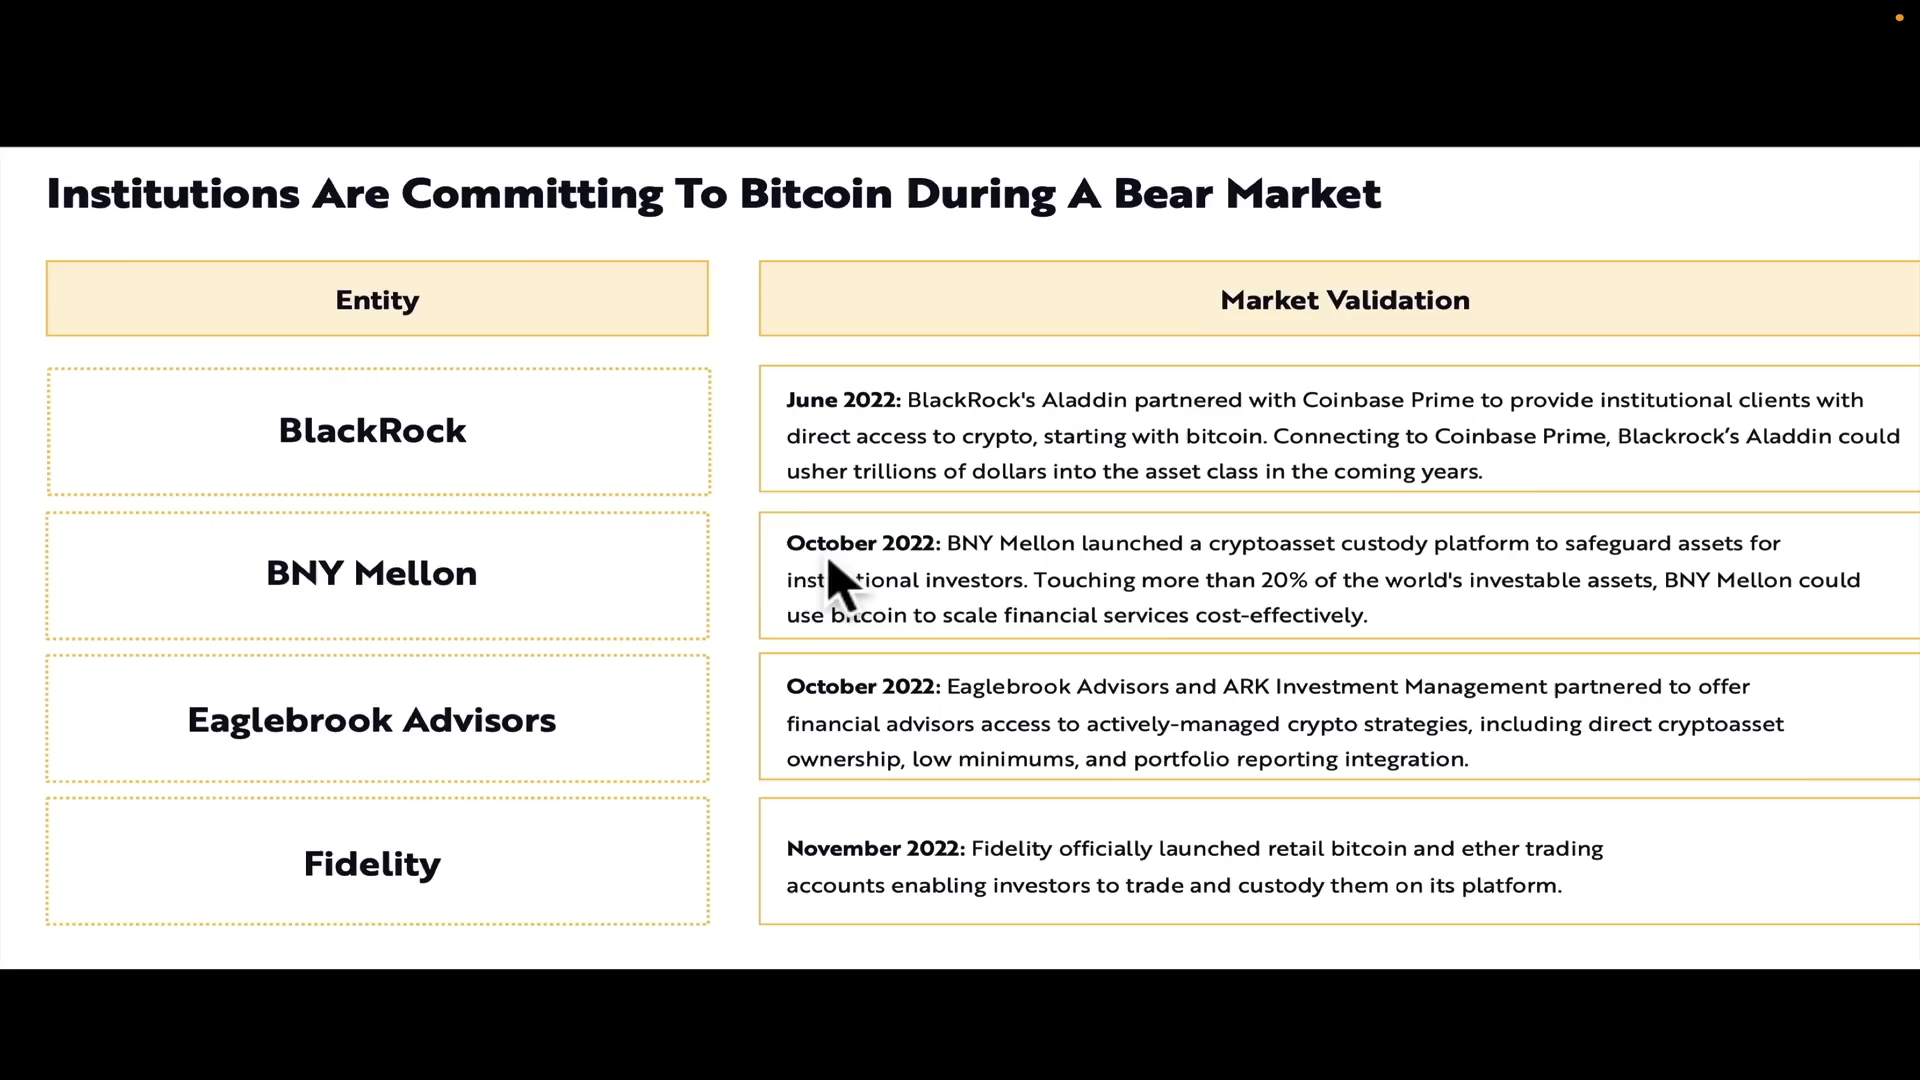 Institutions Are Committing To Bitcoin During A Bear Market
Entity
Market Validation
BlackRock
June 2022: BlackRock's Aladdin partnered with Coinbase Prime to provide institutional clients with
direct access to crypto, starting with bitcoin. Connecting to Coinbase Prime, Blackrock’s Aladdin could
usher trillions of dollars into the asset class in the coming years.
BNY Mellon
October 2022: BNY Mellon launched a cryptoasset custody platform to safeguard assets for
institutional investors. Touching more than 20% of the world's investable assets, BNY Mellon could
use bitcoin to scale financial services cost-effectively.
Eaglebrook Advisors
October 2022: Eaglebrook Advisors and ARK Investment Management partnered to offer
financial advisors access to actively-managed crypto strategies, including direct cryptoasset
ownership, low minimums, and portfolio reporting integration.
Fidelity
November 2022: Fidelity officially launched retail bitcoin and ether trading
accounts enabling investors to trade and custody them on its platform.